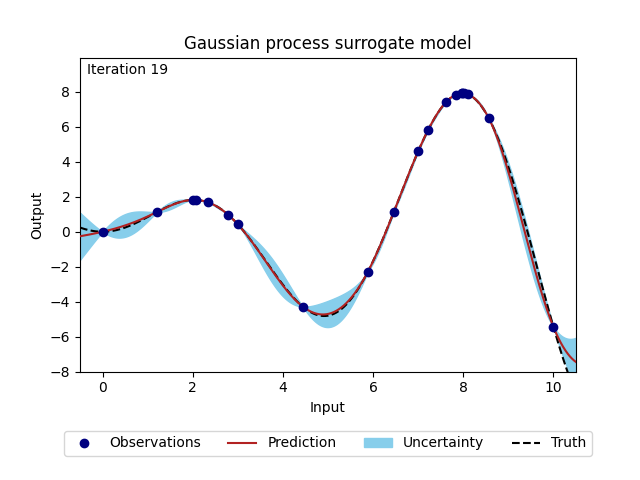 Gaussian process surrogate model
Iteration 19
Output
8
6
4
2
0
−2
−4
−6
−8
0 2 4 6 8 10
Input
Observations Prediction Uncertainty Truth